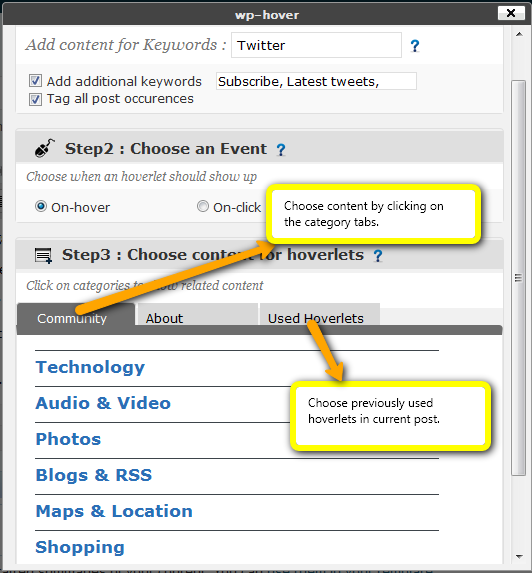 wp-hover
Add content for Keywords : Twitter ?
Add additional keywords Subscribe, Latest tweets,
Tag all post occurences
Step2 : Choose an Event ?
Choose when an hoverlet should show up
On-hover On-click
Choose content by clicking on
the category tabs.
Step3 : Choose content for hoverlets ?
Click on categories to show related content
Community About Used Hoverlets
Technology
Audio & Video
Choose previously used
hoverlets in current post.
Photos
Blogs & RSS
Maps & Location
Shopping